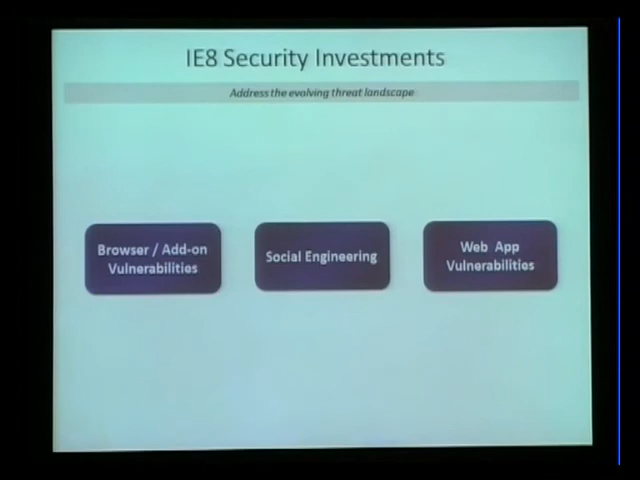 IE8 Security Investments
Address the evolving threat landscape
Browser / Add-on
Vulnerabilities
Social Engineering
Web App
Vulnerabilities